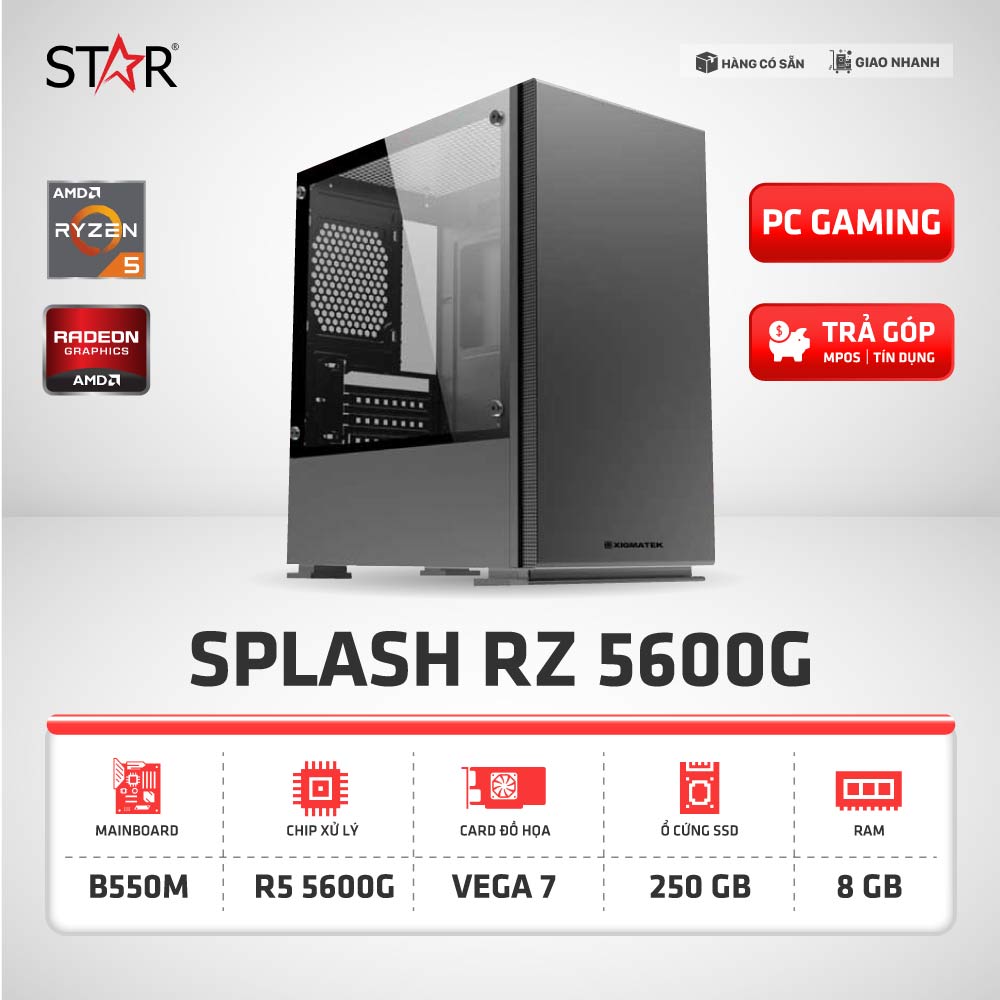 STAR®
HÀNG CÓ SẴN
GIAO NHANH
AMD
RYZEN
5
RADEON
GRAPHICS
AMD
PC GAMING
$
TRẢ GÓP
MPOS | TÍN DỤNG
XIGMATEK
SPLASH RZ 5600G
MAINBOARD
CHIP XỬ LÝ
CARD ĐỒ HỌA
Ổ CỨNG SSD
RAM
B550M
R5 5600G
VEGA 7
250 GB
8 GB